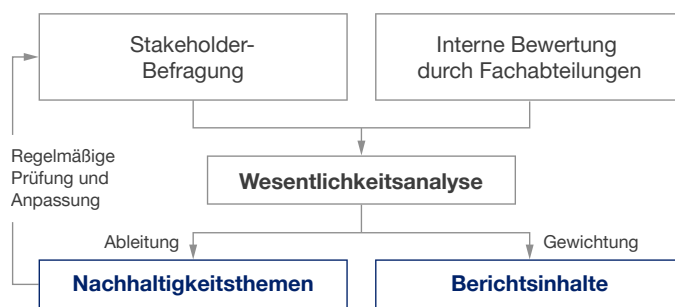 Stakeholder-
Befragung
Interne Bewertung
durch Fachabteilungen
Regelmäßige
Prüfung und
Anpassung
Wesentlichkeitsanalyse
Ableitung
Gewichtung
Nachhaltigkeitsthemen
Berichtsinhalte